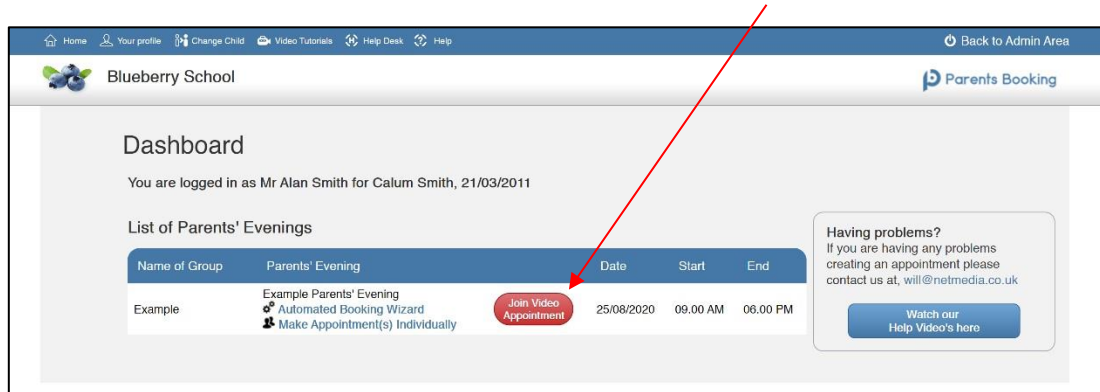 Home Your profile Change Child Video Tutorials Help Desk Help Back to Admin Area
Blueberry School
Parents Booking
Dashboard
You are logged in as Mr Alan Smith for Calum Smith, 21/03/2011
List of Parents' Evenings
Name of Group Parents' Evening Date Start End
Example
Example Parents' Evening
Automated Booking Wizard
Make Appointment(s) Individually
Join Video
Appointment
25/08/2020 09.00 AM 06.00 PM
Having problems?
If you are having any problems
creating an appointment please
contact us at, will@netmedia.co.uk
Watch our
Help Video's here